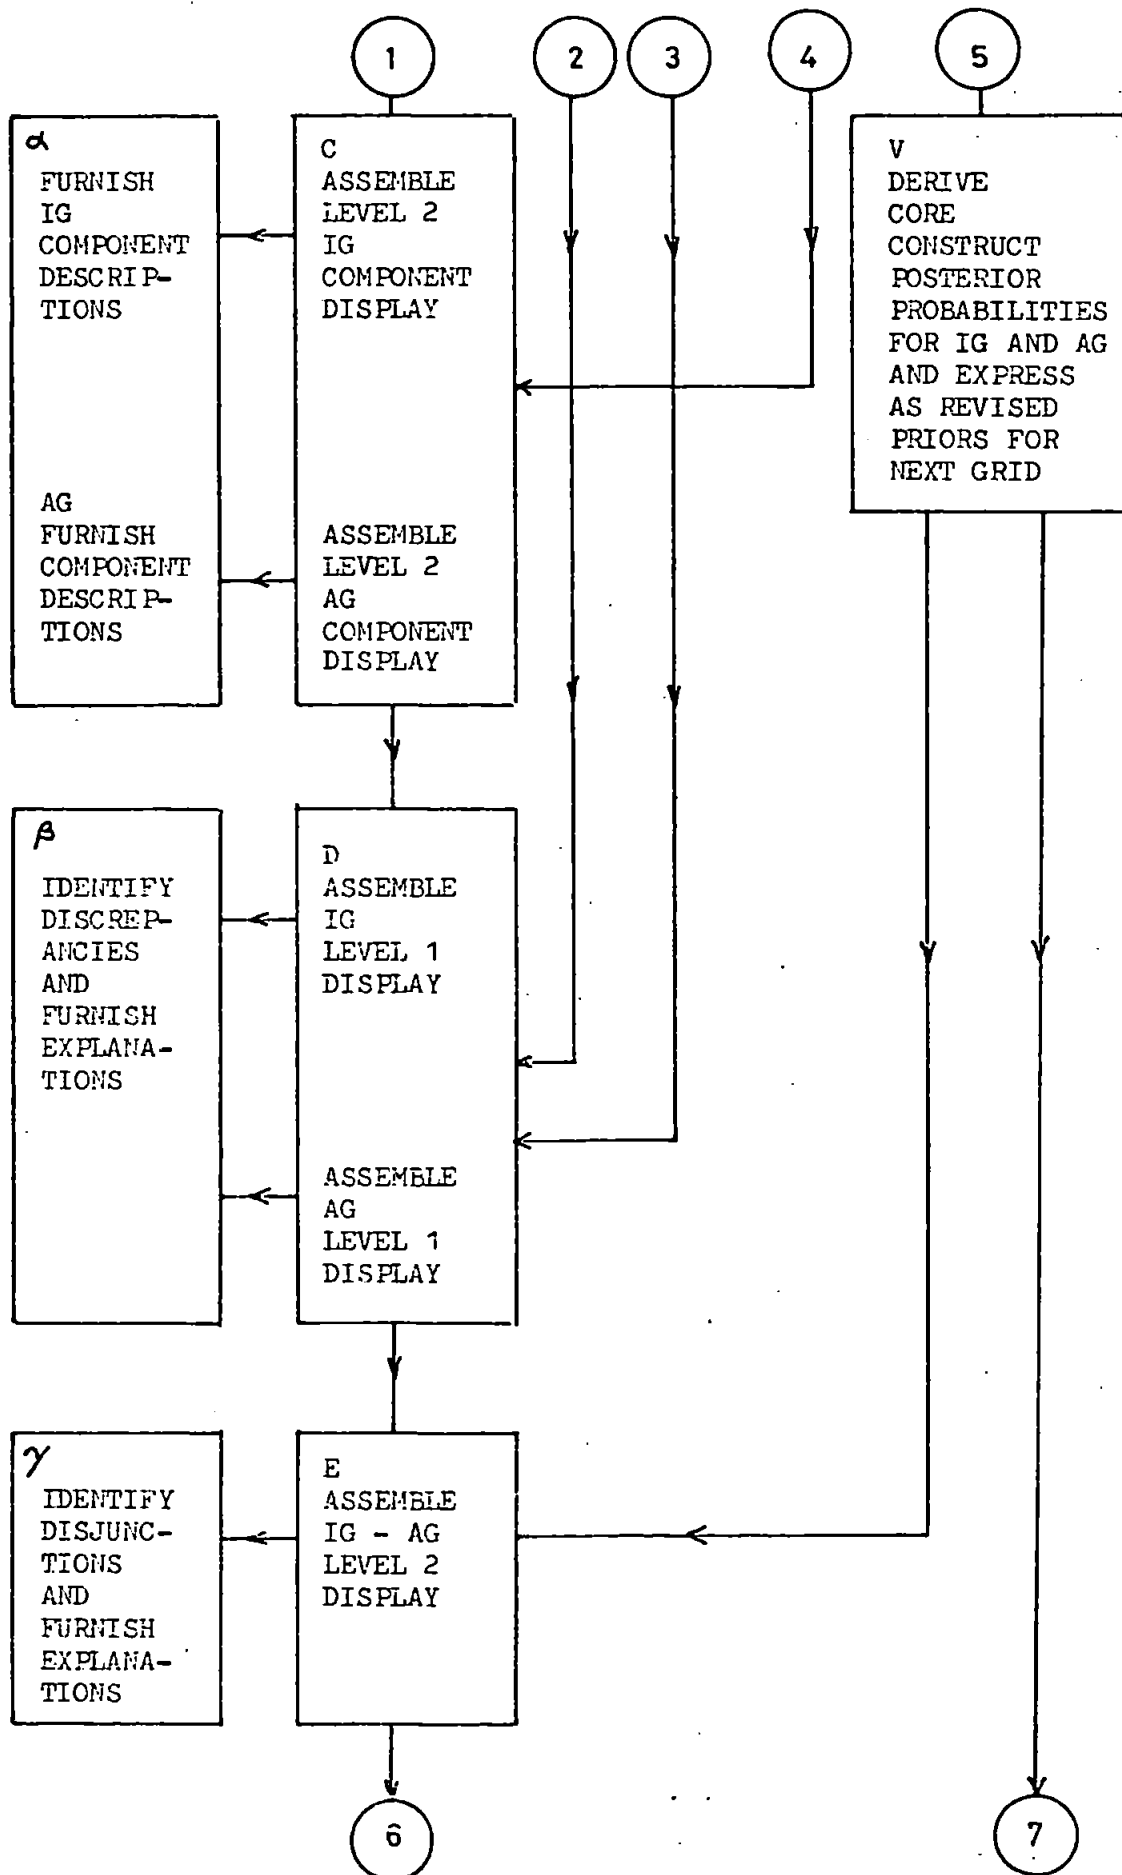 1
2
3
4
5
α
FURNISH
IG
COMPONENT
DESCRIP-
TIONS
AG
FURNISH
COMPONENT
DESCRIP-
TIONS
C
ASSEMBLE
LEVEL 2
IG
COMPONENT
DISPLAY
ASSEMBLE
LEVEL 2
AG
COMPONENT
DISPLAY
V
DERIVE
CORE
CONSTRUCT
POSTERIOR
PROBABILITIES
FOR IG AND AG
AND EXPRESS
AS REVISED
PRIORS FOR
NEXT GRID
β
IDENTIFY
DISCREP-
ANCIES
AND
FURNISH
EXPLANA-
TIONS
D
ASSEMBLE
IG
LEVEL 1
DISPLAY
ASSEMBLE
AG
LEVEL 1
DISPLAY
γ
IDENTIFY
DISJUNC-
TIONS
AND
FURNISH
EXPLANA-
TIONS
E
ASSEMBLE
IG - AG
LEVEL 2
DISPLAY
6
7